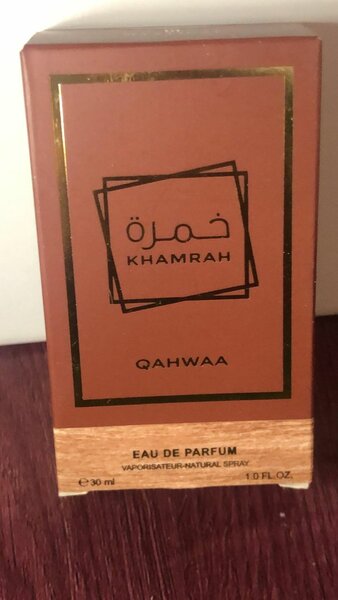 خمرة
KHAMRAH
QAHWAA
EAU DE PARFUM
VAPORISATEUR-NATURAL SPRAY
℮30 ml 1.0 FL.OZ.